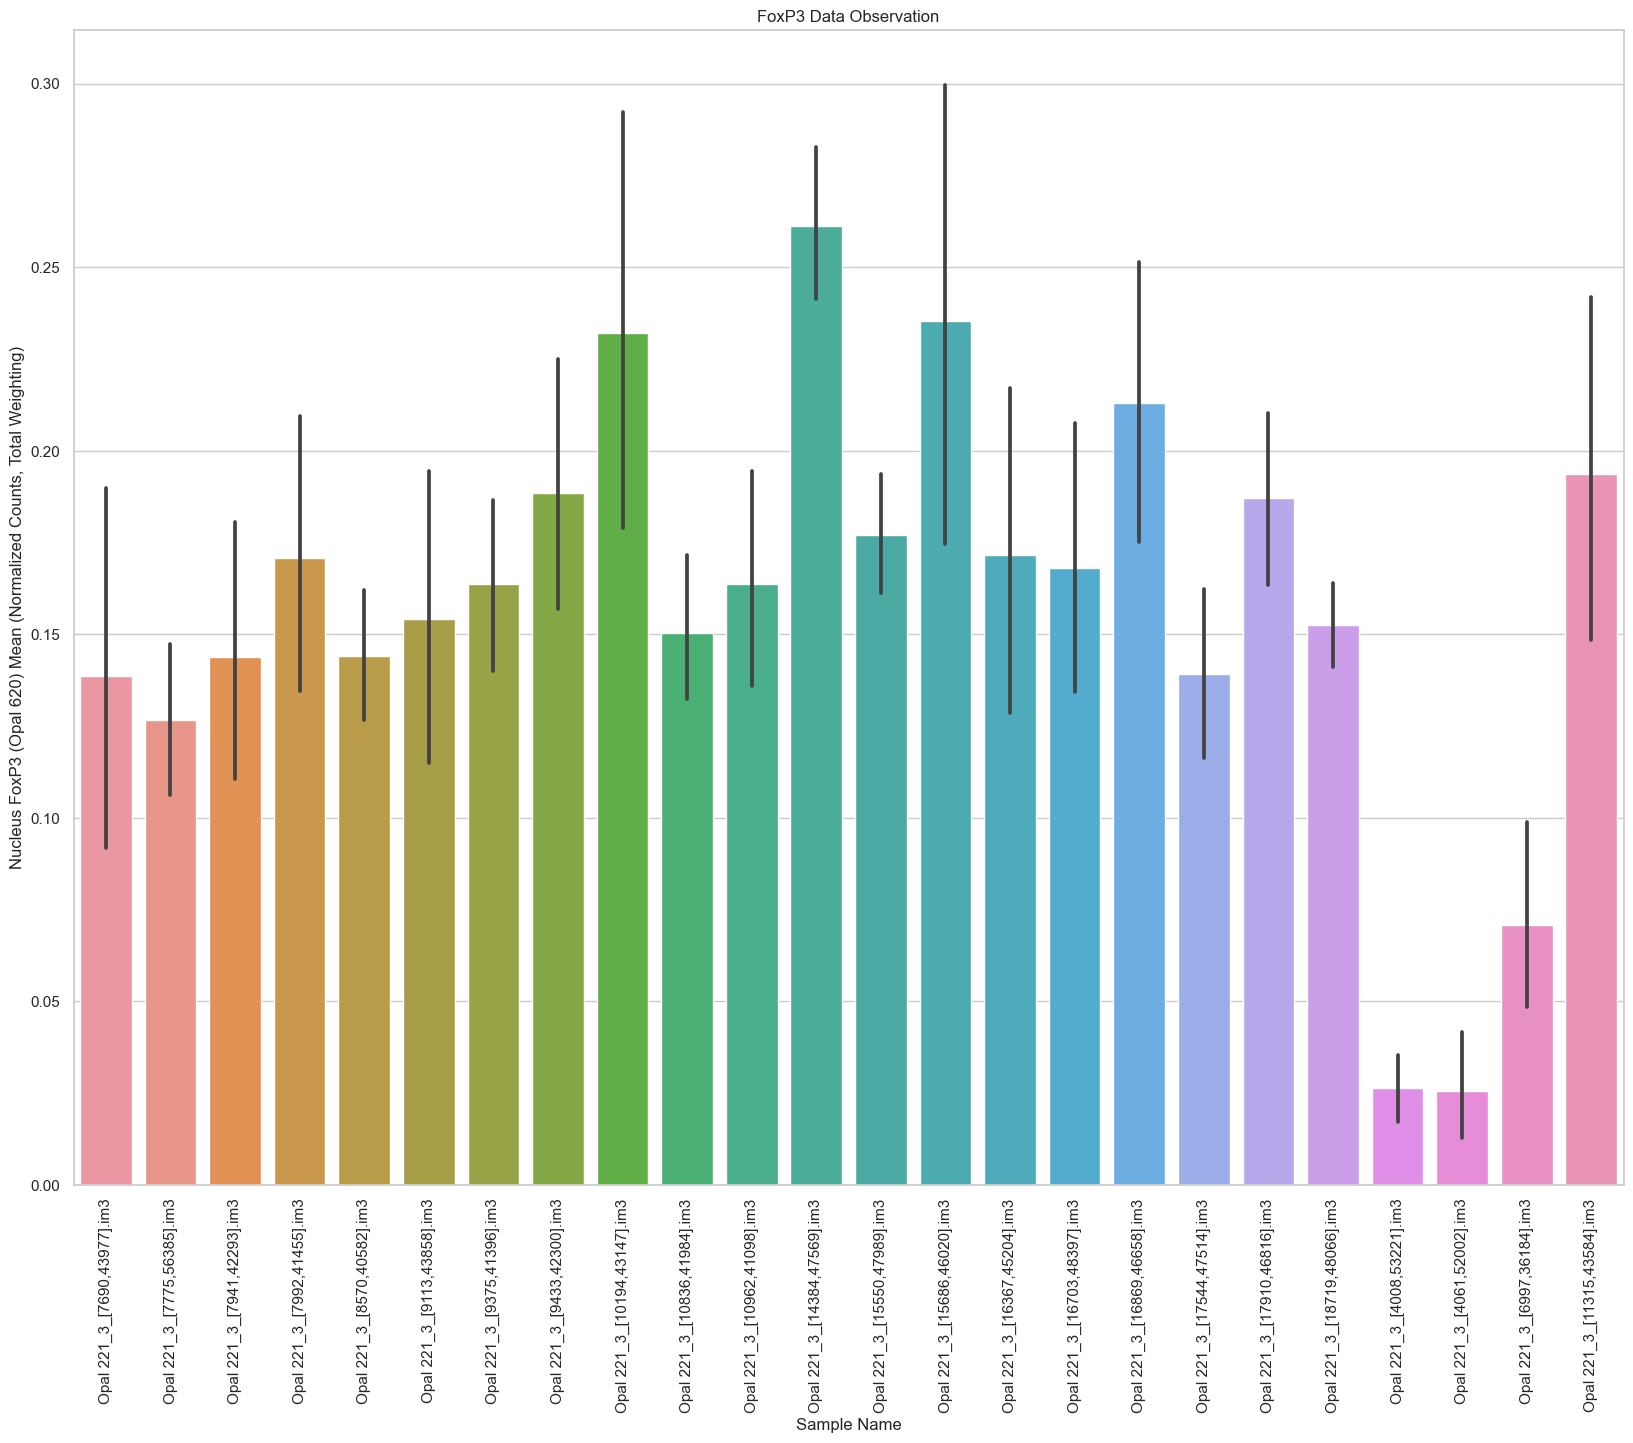 FoxP3 Data Observation
Nucleus FoxP3 (Opal 620) Mean (Normalized Counts, Total Weighting)
0.30
0.25
0.20
0.15
0.10
0.05
0.00
Opal 221_3_[7690,43977].im3
Opal 221_3_[7775,56385].im3
Opal 221_3_[7941,42293].im3
Opal 221_3_[7992,41455].im3
Opal 221_3_[8570,40582].im3
Opal 221_3_[9113,43858].im3
Opal 221_3_[9375,41396].im3
Opal 221_3_[9433,42300].im3
Opal 221_3_[10194,43147].im3
Opal 221_3_[10836,41984].im3
Opal 221_3_[10962,41098].im3
Opal 221_3_[14384,47569].im3
Opal 221_3_[15550,47989].im3
Opal 221_3_[15686,46020].im3
Opal 221_3_[16367,45204].im3
Opal 221_3_[16703,48397].im3
Opal 221_3_[16869,46658].im3
Opal 221_3_[17544,47514].im3
Opal 221_3_[17910,46816].im3
Opal 221_3_[18719,48066].im3
Opal 221_3_[4008,53221].im3
Opal 221_3_[4061,52002].im3
Opal 221_3_[6997,36184].im3
Opal 221_3_[11315,43584].im3
Sample Name